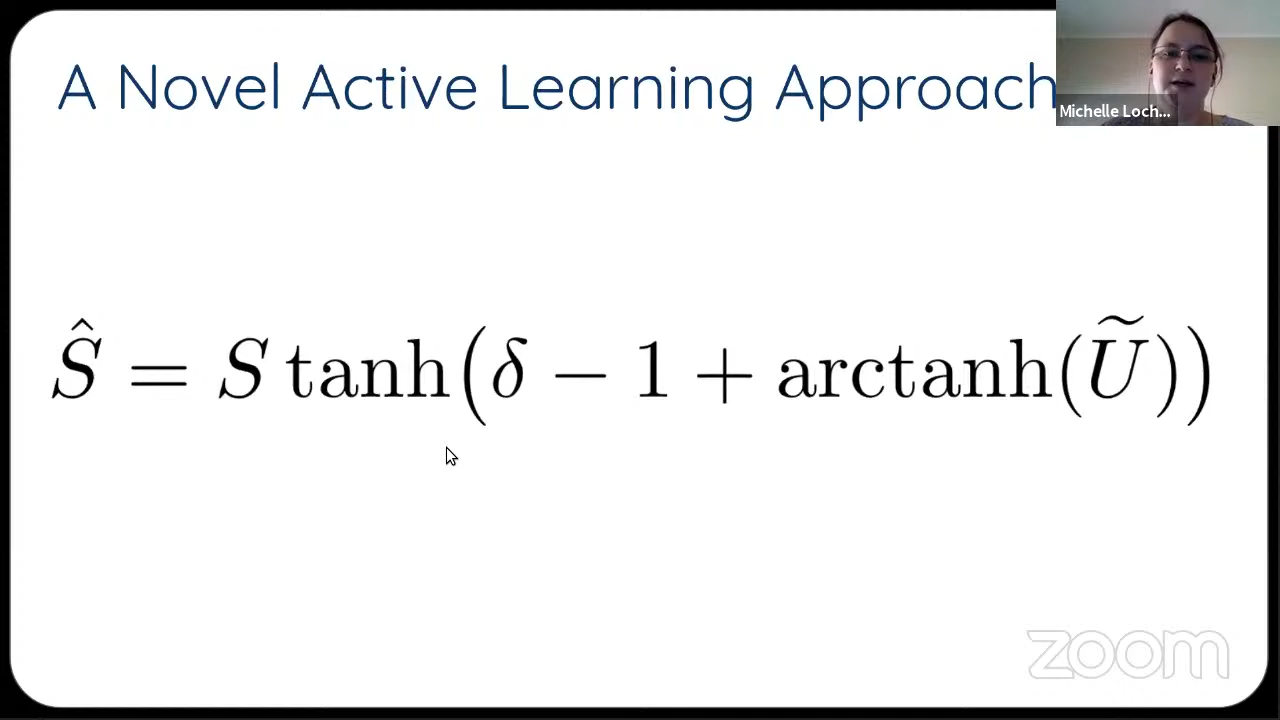 A Novel Active Learning Approach
Michelle Loch...
Ŝ = S tanh(δ − 1 + arctanh(Ũ))
zoom